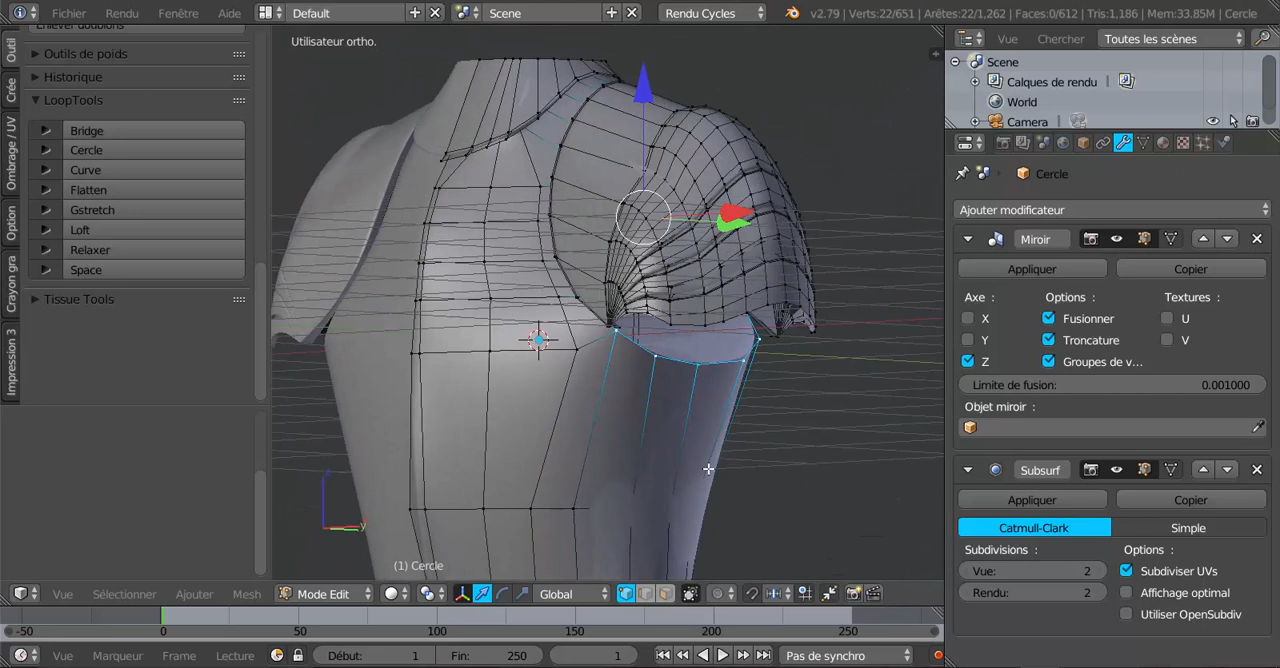 Fichier Rendu Fenêtre Aide Default Scene Rendu Cycles v2.79 | Verts:22/651 | Arêtes:22/1,262 | Faces:0/612 | Tris:1,186 | Mem:33.85M | Cercle
Enlever doublons
Outils de poids
Historique
LoopTools
Bridge
Cercle
Curve
Flatten
Gstretch
Loft
Relaxer
Space
Tissue Tools
Outil
Crée
Ombrage / UV
Option
Crayon gra
Impression 3
Utilisateur ortho.
(1) Cercle
Vue Sélectionner Ajouter Mesh Mode Edit Global
-50 0 50 100 150 200 250
Vue Marqueur Frame Lecture Début: 1 Fin: 250 1 Pas de synchro
Vue Chercher Toutes les scènes
Scene
Calques de rendu
World
Camera
Cercle
Ajouter modificateur
Miroir
Appliquer Copier
Axe : Options : Textures :
X Fusionner U
Y Troncature V
Z Groupes de v...
Limite de fusion: 0.001000
Objet miroir :
Subsurf
Appliquer Copier
Catmull-Clark Simple
Subdivisions : Options :
Vue: 2 Subdiviser UVs
Rendu: 2 Affichage optimal
Utiliser OpenSubdiv